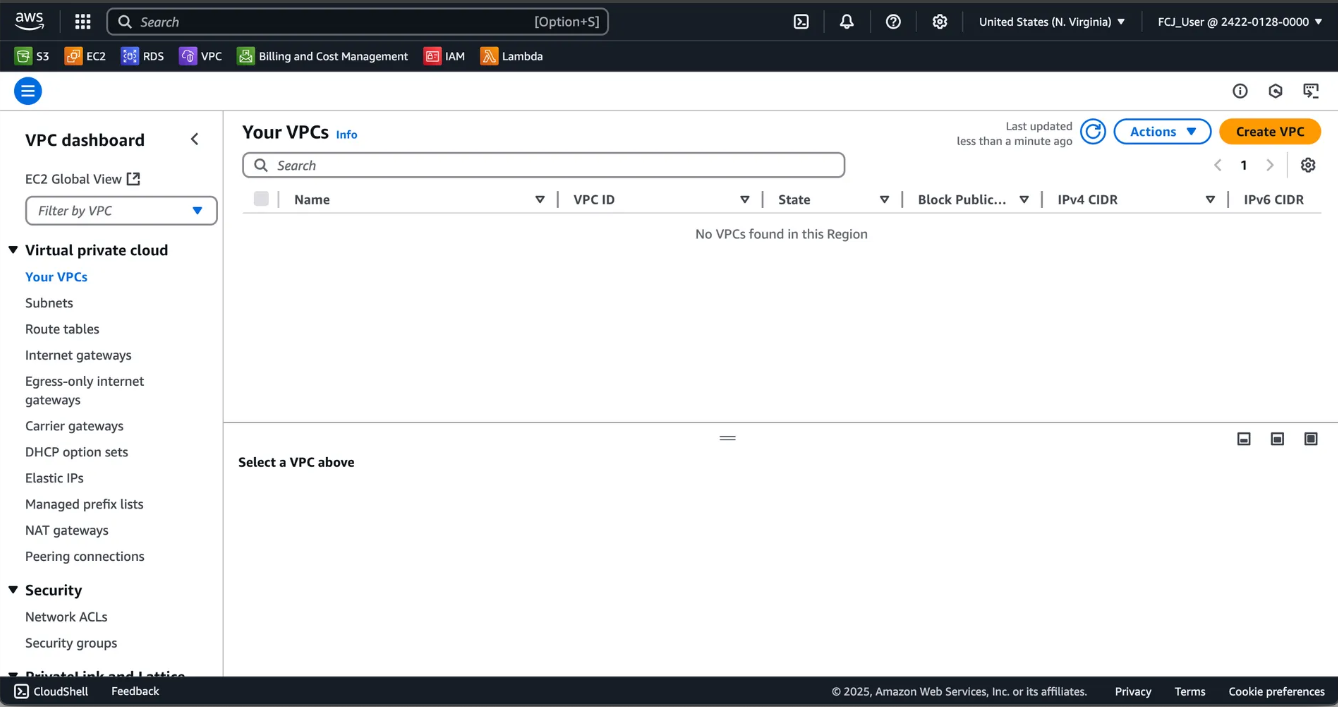 aws
Search
[Option+S]
United States (N. Virginia)
FCJ_User @ 2422-0128-0000
S3
EC2
RDS
VPC
Billing and Cost Management
IAM
Lambda
VPC dashboard
EC2 Global View
Filter by VPC
Virtual private cloud
Your VPCs
Subnets
Route tables
Internet gateways
Egress-only internet
gateways
Carrier gateways
DHCP option sets
Elastic IPs
Managed prefix lists
NAT gateways
Peering connections
Security
Network ACLs
Security groups
PrivateLink and Lattice
Your VPCs Info
Last updated
less than a minute ago
Actions
Create VPC
Search
1
Name
VPC ID
State
Block Public...
IPv4 CIDR
IPv6 CIDR
No VPCs found in this Region
Select a VPC above
CloudShell
Feedback
© 2025, Amazon Web Services, Inc. or its affiliates.
Privacy
Terms
Cookie preferences